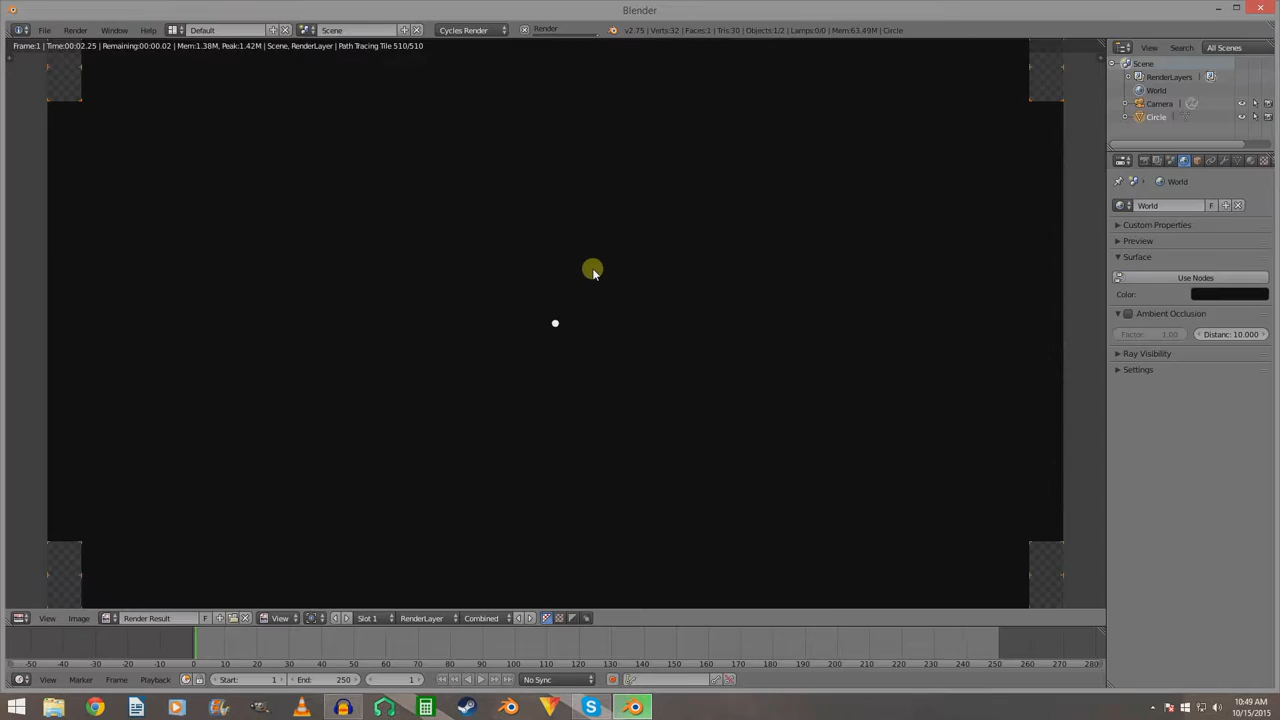 Blender
File Render Window Help Default Scene Cycles Render Render v2.75 | Verts:32 | Faces:1 | Tris:30 | Objects:1/2 | Lamps:0/0 | Mem:63.49M | Circle
Frame:1 | Time:00:02.25 | Remaining:00:00.02 | Mem:1.38M, Peak:1.42M | Scene, RenderLayer | Path Tracing Tile 510/510
View Search All Scenes
Scene
RenderLayers
World
Camera
Circle
World
World F
Custom Properties
Preview
Surface
Use Nodes
Color:
Ambient Occlusion
Factor: 1.00 Distanc: 10.000
Ray Visibility
Settings
View Image Render Result F View Slot 1 RenderLayer Combined
-50 -40 -30 -20 -10 0 10 20 30 40 50 60 70 80 90 100 110 120 130 140 150 160 170 180 190 200 210 220 230 240 250 260 270 280
View Marker Frame Playback Start: 1 End: 250 1 No Sync
10:49 AM
10/15/2015